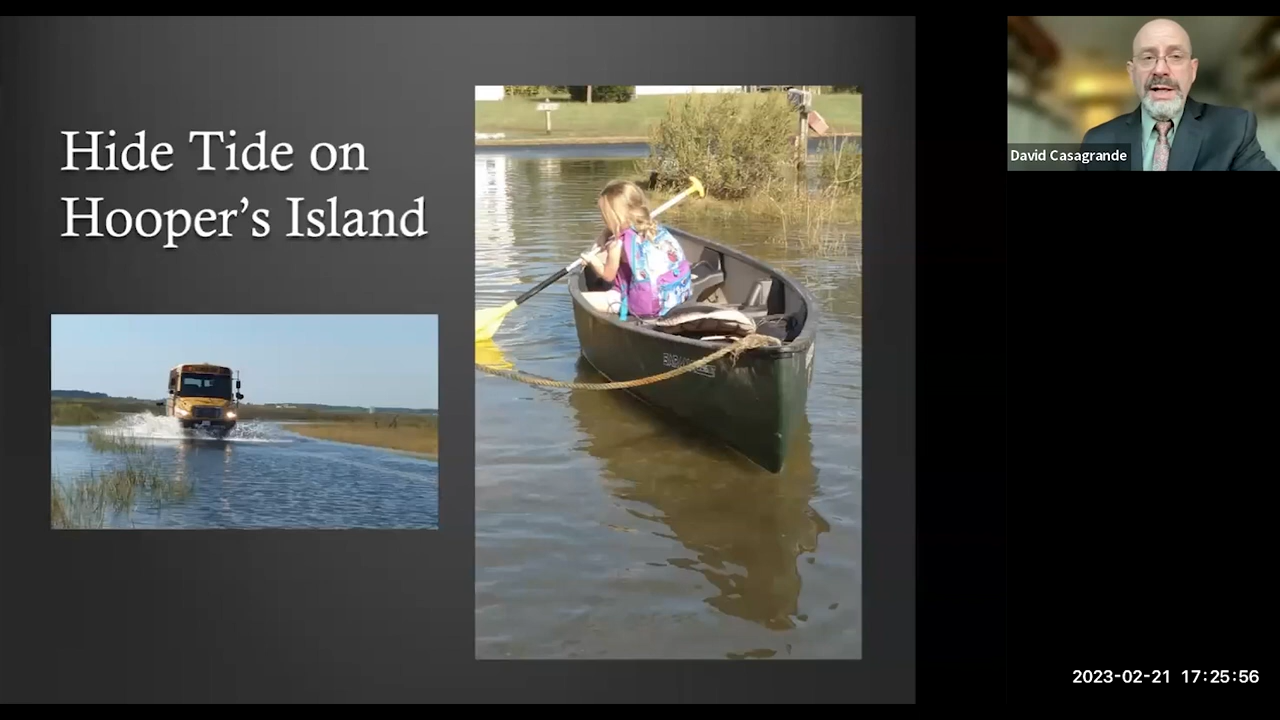 Hide Tide on
Hooper’s Island
David Casagrande
2023-02-21 17:25:56